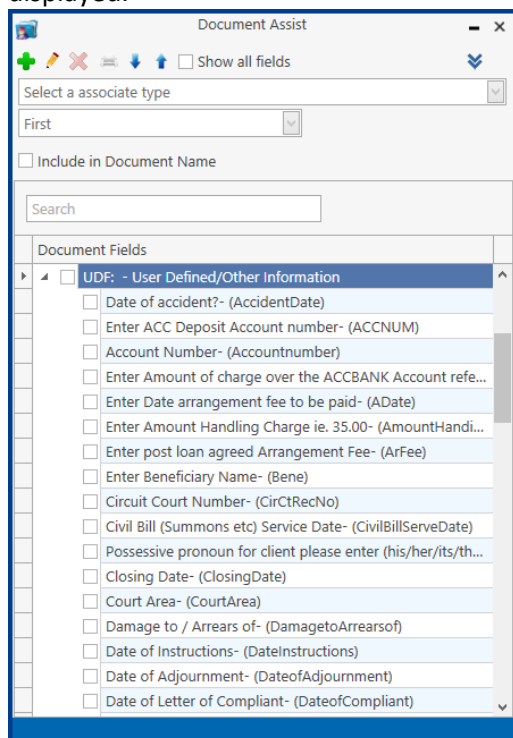 Document Assist
Show all fields
Select a associate type
First
Include in Document Name
Search
Document Fields
UDF: - User Defined/Other Information
Date of accident?- (AccidentDate)
Enter ACC Deposit Account number- (ACCNUM)
Account Number- (Accountnumber)
Enter Amount of charge over the ACCBANK Account refe...
Enter Date arrangement fee to be paid- (ADate)
Enter Amount Handling Charge ie. 35.00- (AmountHandi...
Enter post loan agreed Arrangement Fee- (ArFee)
Enter Beneficiary Name- (Bene)
Circuit Court Number- (CirCtRecNo)
Civil Bill (Summons etc) Service Date- (CivilBillServeDate)
Possessive pronoun for client please enter (his/her/its/th...
Closing Date- (ClosingDate)
Court Area- (CourtArea)
Damage to / Arrears of- (DamagetoArrearsof)
Date of Instructions- (DateInstructions)
Date of Adjournment- (DateofAdjournment)
Date of Letter of Compliant- (DateofCompliant)